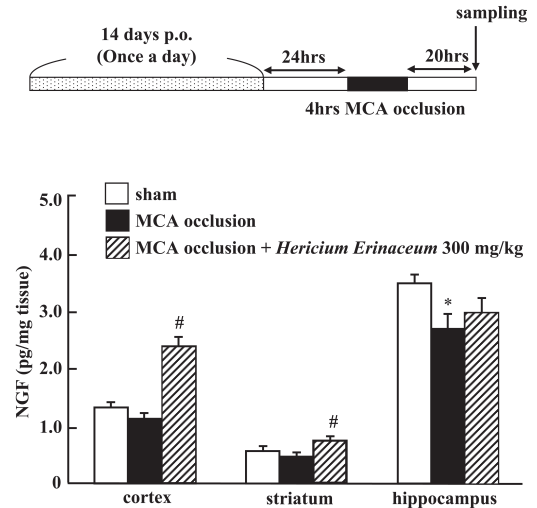 sampling
14 days p.o.
(Once a day)
24hrs
20hrs
4hrs MCA occlusion
NGF (pg/mg tissue)
5.0
4.0
3.0
2.0
1.0
0
sham
MCA occlusion
MCA occlusion + Hericium Erinaceum 300 mg/kg
#
#
*
cortex
striatum
hippocampus